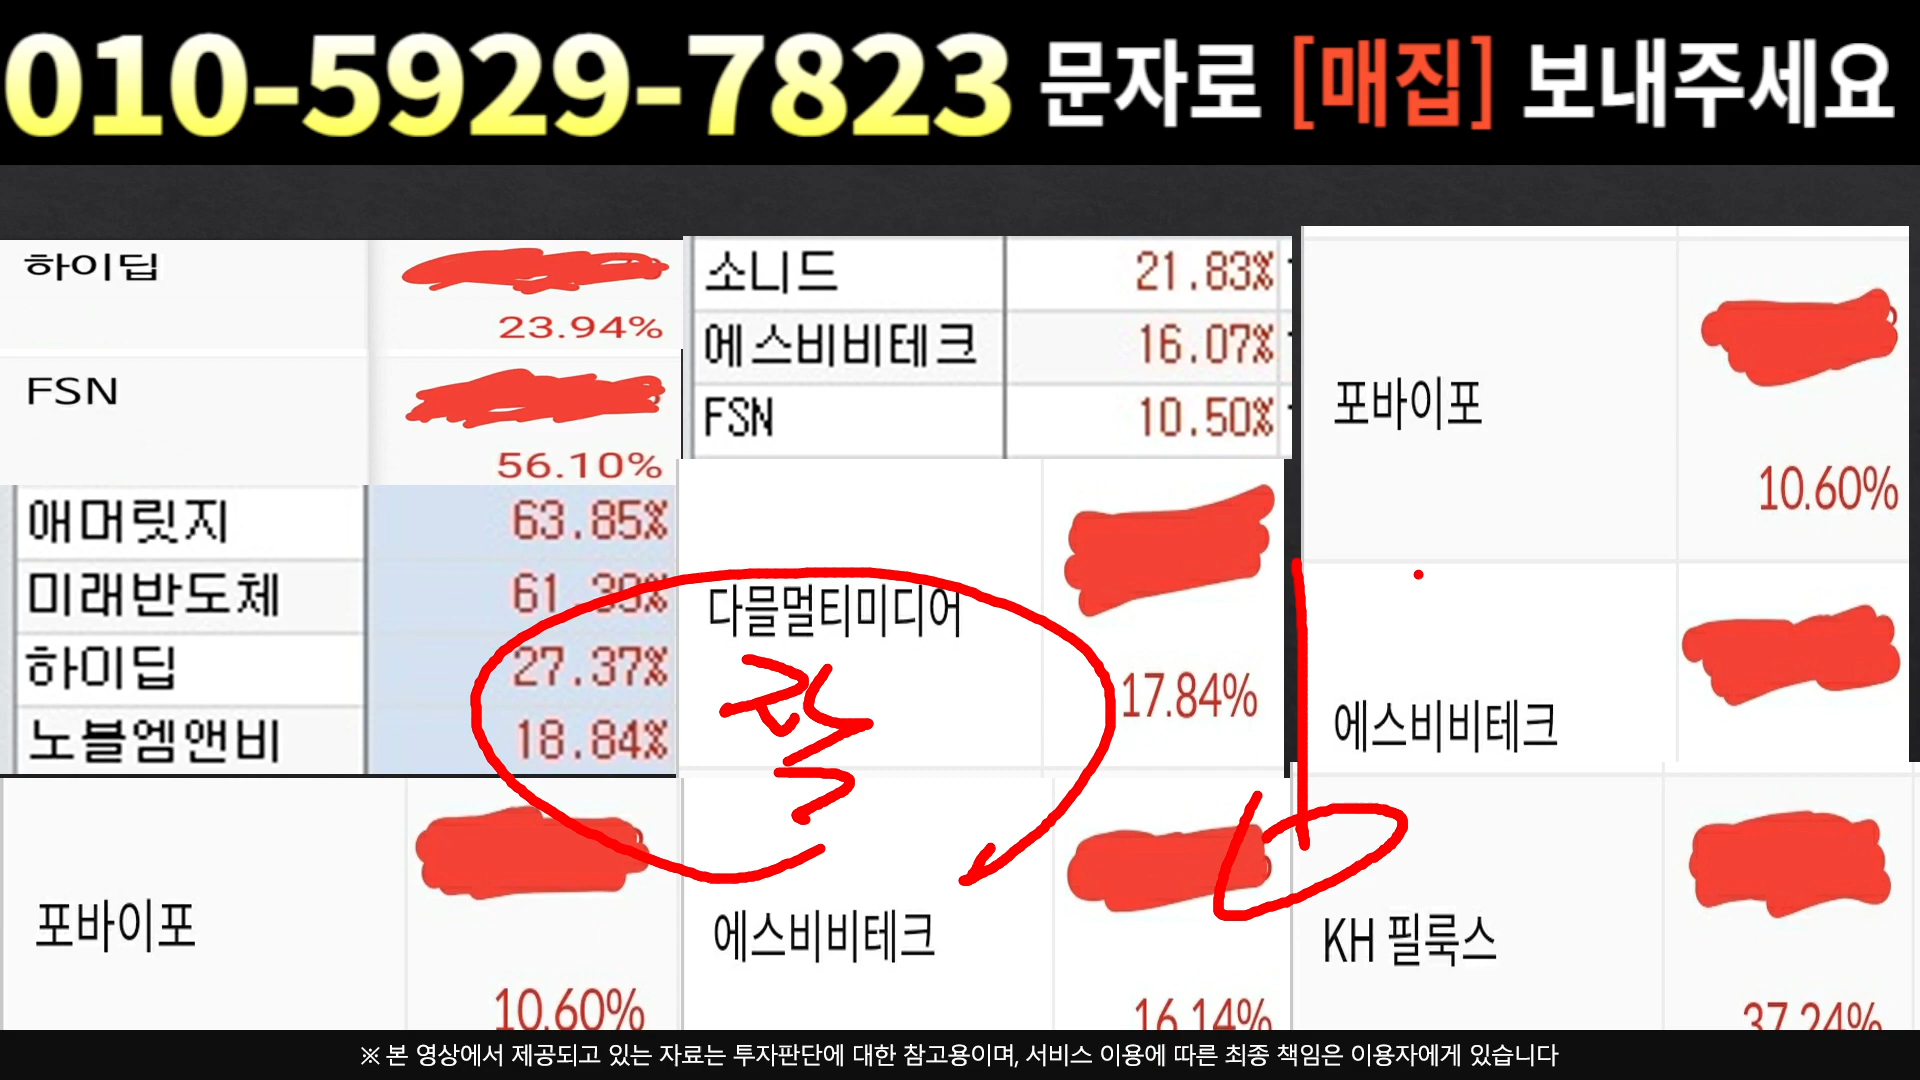 010-5929-7823 문자로 [매집] 보내주세요
하이딥
23.94%
FSN
56.10%
애머릿지 63.85%
미래반도체 61.39%
하이딥 27.37%
노블엠앤비 18.84%
소니드 21.83%
에스비비테크 16.07%
FSN 10.50%
다믈멀티미디어
17.84%
포바이포
10.60%
에스비비테크
포바이포
10.60%
에스비비테크
16.14%
KH 필룩스
37.24%
※ 본 영상에서 제공되고 있는 자료는 투자판단에 대한 참고용이며, 서비스 이용에 따른 최종 책임은 이용자에게 있습니다